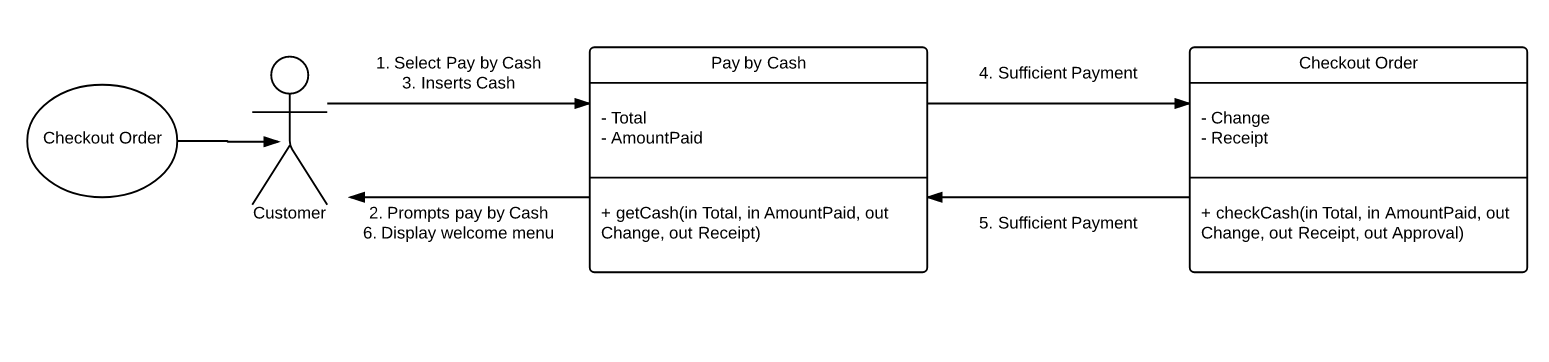 Checkout Order
Customer
1. Select Pay by Cash
3. Inserts Cash
2. Prompts pay by Cash
6. Display welcome menu
Pay by Cash
- Total
- AmountPaid
+ getCash(in Total, in AmountPaid, out
Change, out Receipt)
4. Sufficient Payment
5. Sufficient Payment
Checkout Order
- Change
- Receipt
+ checkCash(in Total, in AmountPaid, out
Change, out Receipt, out Approval)